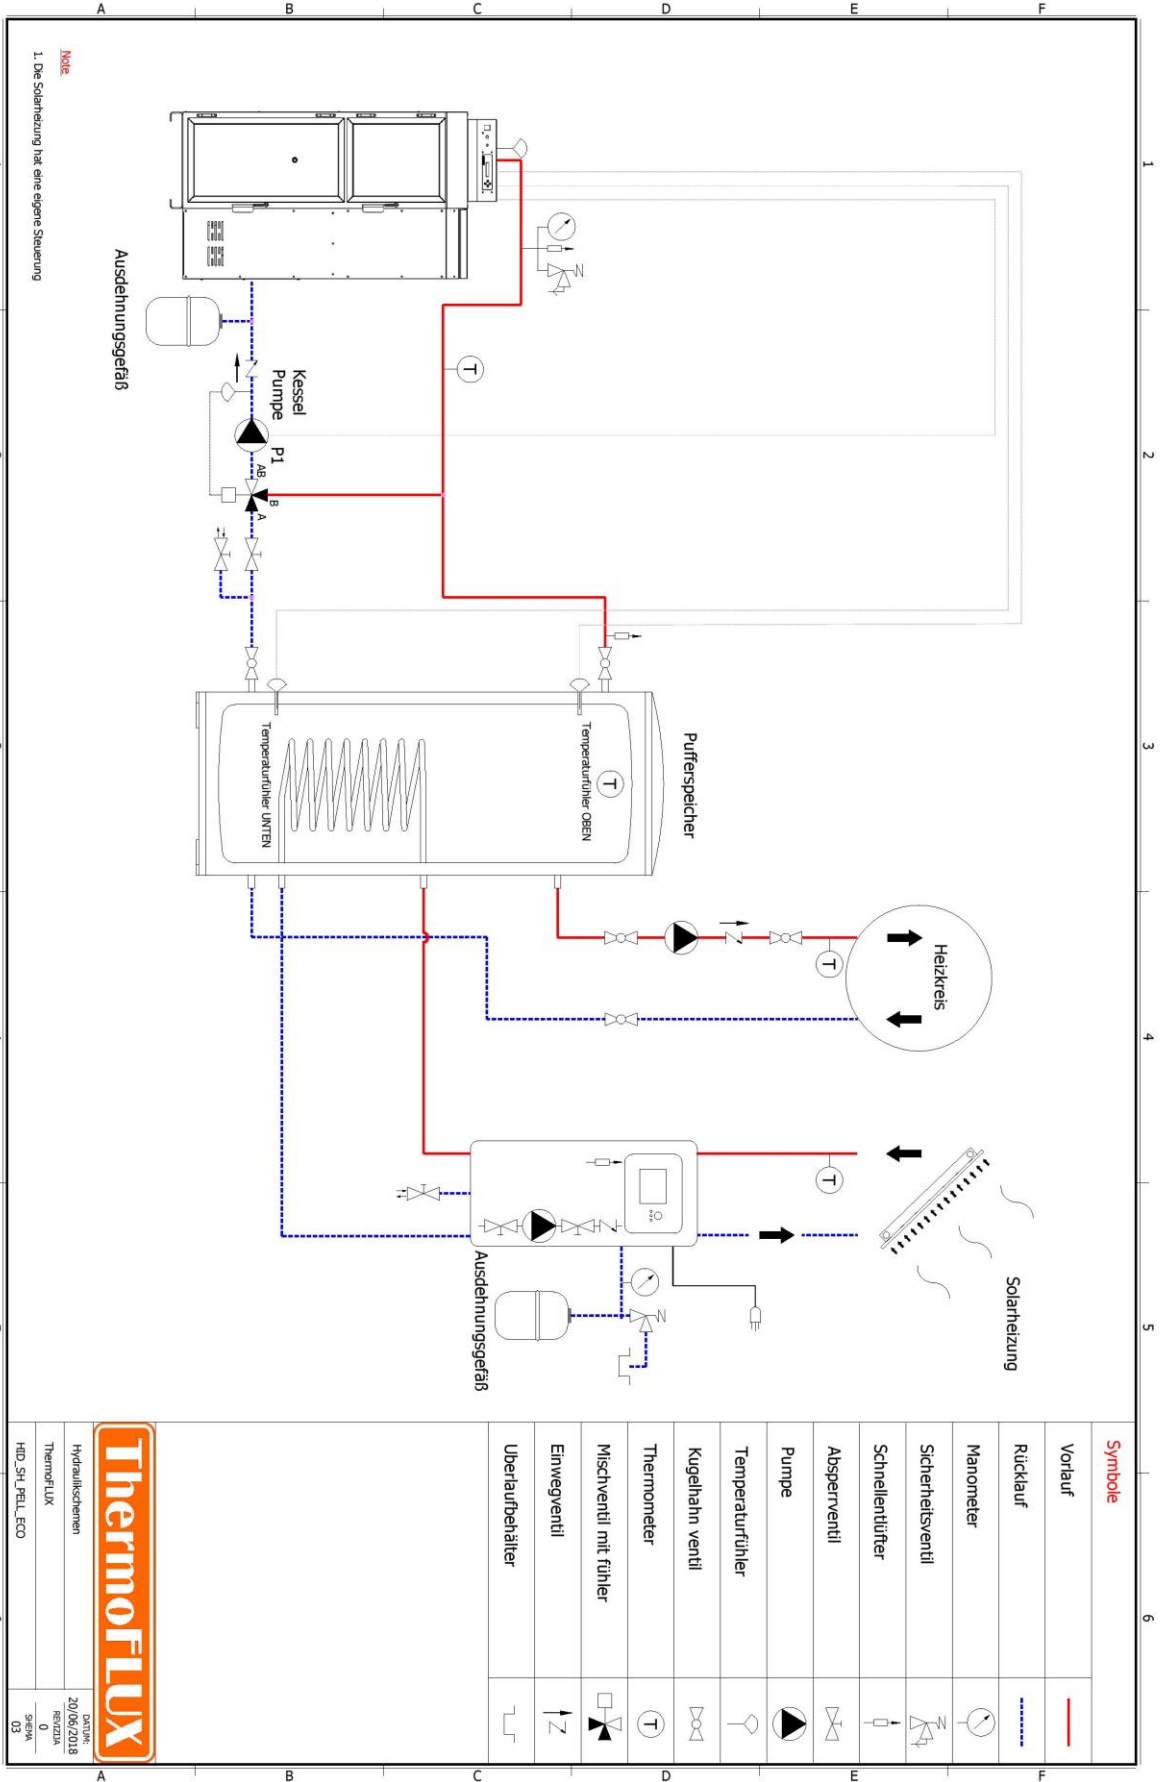 A
B
C
D
E
F
1
2
3
4
5
6
Note
1. Die Solarheizung hat eine eigene Steuerung
Ausdehnungsgefäß
Kessel
Pumpe
P1
AB
B
A
T
Pufferspeicher
Temperaturfühler OBEN
T
Temperaturfühler UNTEN
Heizkreis
T
Solarheizung
T
Ausdehnungsgefäß
Symbole
Vorlauf
Rücklauf
Manometer
Sicherheitsventil
Schnellentlüfter
Absperrventil
Pumpe
Temperaturfühler
Kugelhahn ventil
Thermometer
T
Mischventil mit fühler
Einwegventil
Uberlaufbehälter
ThermoFLUX
Hydraulikschemen
ThermoFLUX
HID_SH_PELL_ECO
DATUM:
20/06/2018
REVIZIJA
0
SHEMA
03
A
B
C
D
E
F